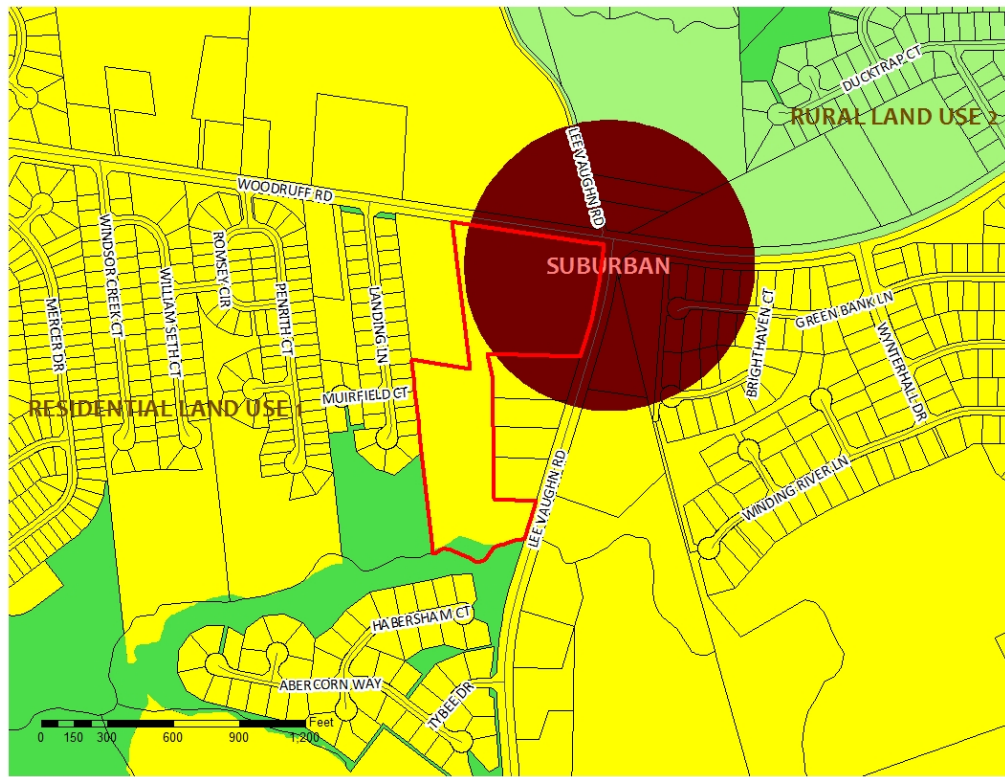 DUCKTRAP CT
RURAL LAND USE 2
LEE VAUGHN RD
WOODRUFF RD
SUBURBAN
WINDSOR CREEK CT
WILLIAM SETH CT
ROMSEY CIR
PENRITH CT
LANDING LN
MERCER DR
BRIGHTHAVEN CT
GREEN BANK LN
WYNTERHALL DR
MUIRFIELD CT
RESIDENTIAL LAND USE 1
WINDING RIVER LN
LEE VAUGHN RD
HABERSHAM CT
ABERCORN WAY
TYBEE DR
Feet
0 150 300 600 900 1,200